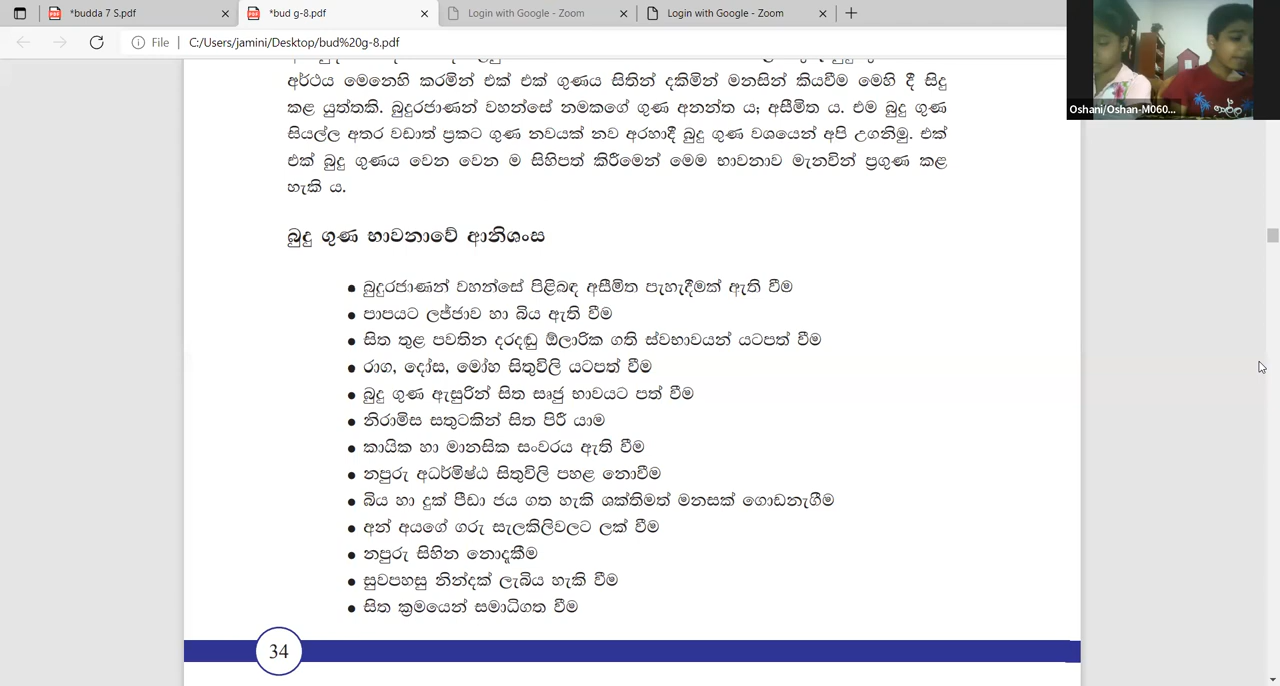 *budda 7 S.pdf
*bud g-8.pdf
Login with Google - Zoom
Login with Google - Zoom
File
C:/Users/jamini/Desktop/bud%20g-8.pdf
Oshani/Oshan-M060...
අර්ථය මෙනෙහි කරමින් එක් එක් ගුණය සිතින් දකිමින් මනසින් කියවීම මෙහි දී සිදු
කළ යුත්තකි. බුදුරජාණන් වහන්සේ නමකගේ ගුණ අනන්ත ය; අසීමිත ය. එම බුදු ගුණ
සියල්ල අතර වඩාත් ප්‍රකට ගුණ නවයක් නව අරහාදී බුදු ගුණ වශයෙන් අපි උගනිමු. එක්
එක් බුදු ගුණය වෙන වෙන ම සිහිපත් කිරීමෙන් මෙම භාවනාව මැනවින් ප්‍රගුණ කළ
හැකි ය.
බුදු ගුණ භාවනාවේ ආනිශංස
• බුදුරජාණන් වහන්සේ පිළිබඳ අසීමිත පැහැදීමක් ඇති වීම
• පාපයට ලජ්ජාව හා බිය ඇති වීම
• සිත තුළ පවතින දරදඬු ඕලාරික ගති ස්වභාවයන් යටපත් වීම
• රාග, දෝස, මෝහ සිතුවිලි යටපත් වීම
• බුදු ගුණ ඇසුරින් සිත සෘජු භාවයට පත් වීම
• නිරාමිස සතුටකින් සිත පිරී යාම
• කායික හා මානසික සංවරය ඇති වීම
• නපුරු අධර්මිෂ්ඨ සිතුවිලි පහළ නොවීම
• බිය හා දුක් පීඩා ජය ගත හැකි ශක්තිමත් මනසක් ගොඩනැගීම
• අන් අයගේ ගරු සැලකිලිවලට ලක් වීම
• නපුරු සිහින නොදැකීම
• සුවපහසු නින්දක් ලැබිය හැකි වීම
• සිත ක්‍රමයෙන් සමාධිගත වීම
34